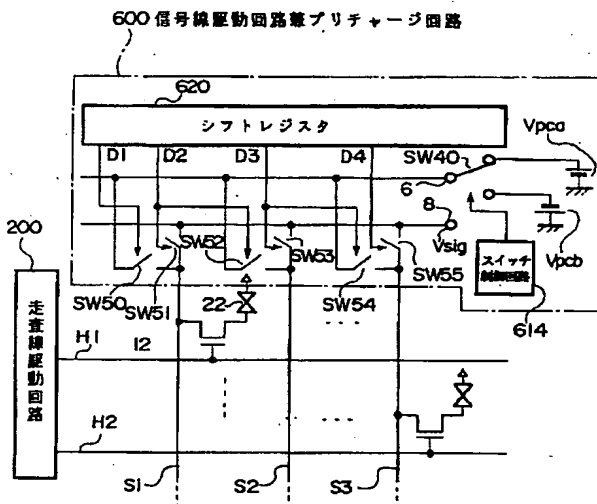 600 信号線駆動回路兼プリチャージ回路
620
シフトレジスタ
Vpca
D1 D2 D3 D4 SW40
6
8
200
SW52 SW53 Vsig
Vpcb
スイッチ
制御回路
SW55
SW50 SW51 22 SW54
614
走査線駆動回路
H1 12
H2
S1 S2 S3